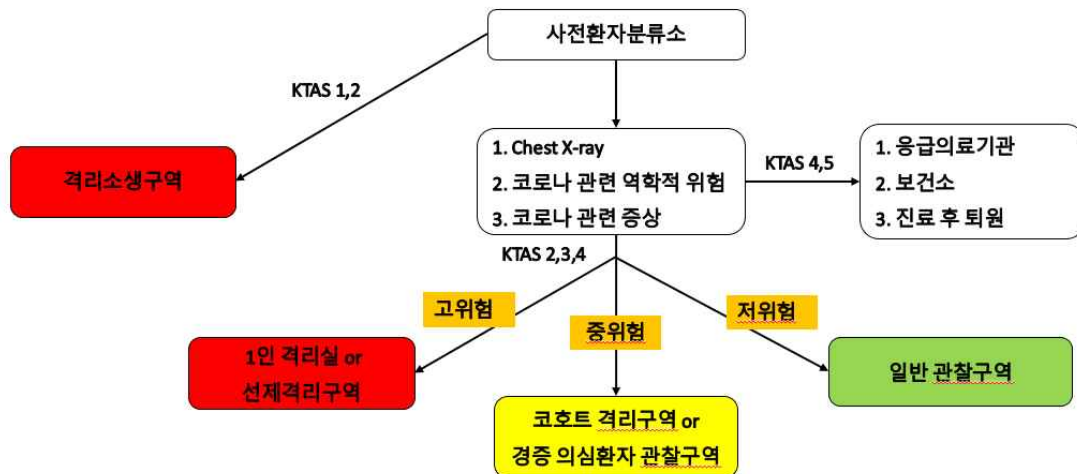 사전환자분류소
KTAS 1,2
격리소생구역
1. Chest X-ray
2. 코로나 관련 역학적 위험
3. 코로나 관련 증상
KTAS 4,5
1. 응급의료기관
2. 보건소
3. 진료 후 퇴원
KTAS 2,3,4
고위험
중위험
저위험
1인 격리실 or
선제격리구역
코호트 격리구역 or
경증 의심환자 관찰구역
일반 관찰구역